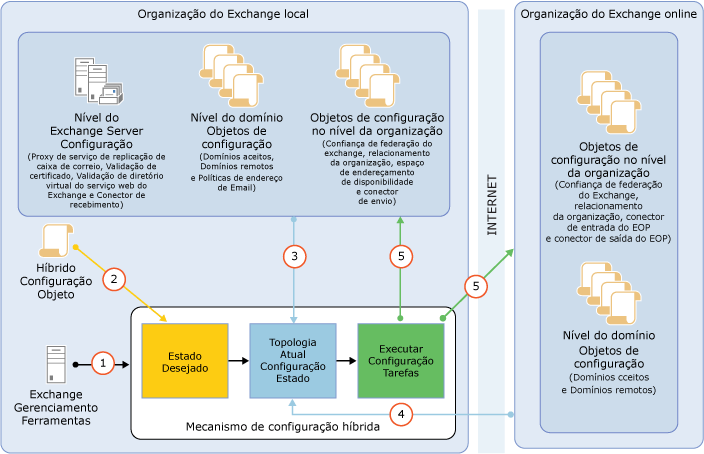 Organização do Exchange local
Nível do
Exchange Server
Configuração
(Proxy de serviço de replicação de
caixa de correio, Validação de
certificado, Validação de diretório
virtual do serviço web do
Exchange e Conector de
recebimento)
Nível do domínio
Objetos de
configuração
(Domínios aceitos,
Domínios remotos
e Políticas de endereço
de Email)
Objetos de configuração
no nível da organização
(Confiança de federação do
exchange, relacionamento
da organização, espaço
de endereçamento
de disponibilidade
e conector
de envio)
Híbrido
Configuração
Objeto
2
3
5
5
Exchange
Gerenciamento
Ferramentas
1
Estado
Desejado
Topologia
Atual
Configuração
Estado
Executar
Configuração
Tarefas
4
Mecanismo de configuração híbrida
INTERNET
Organização do Exchange online
Objetos de
configuração no nível
da organização
(Confiança de federação
do Exchange,
relacionamento
da organização, conector
de entrada do EOP
e conector de saída do EOP)
Nível do domínio
Objetos de
configuração
(Domínios cceitos
e Domínios remotos)